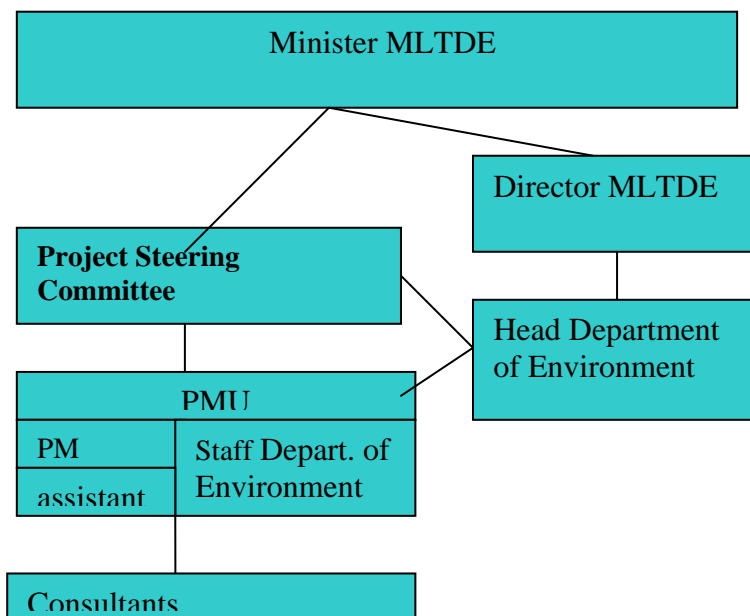 Minister MLTDE
Director MLTDE
Project Steering
Committee
Head Department
of Environment
PMU
PM
Staff Depart. of
Environment
assistant
Consultants